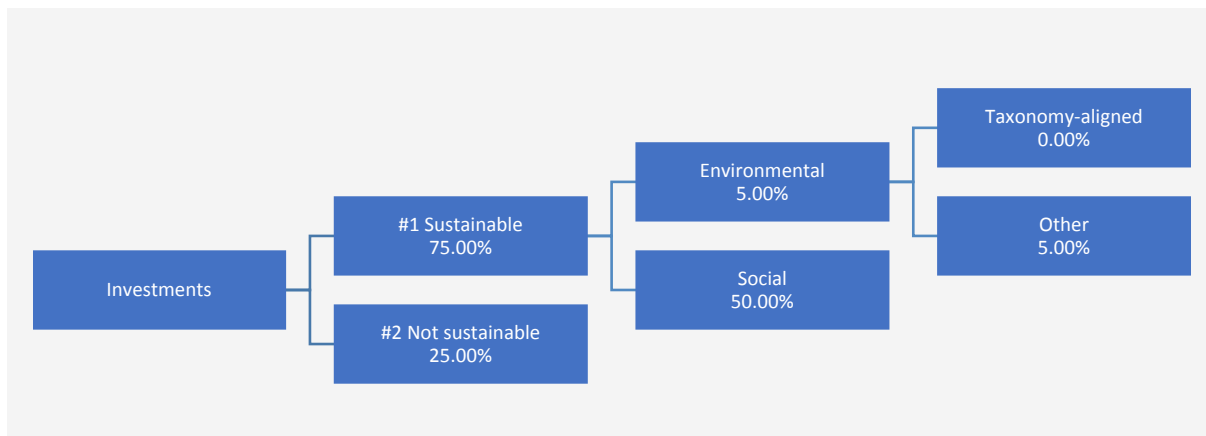 Investments
#1 Sustainable
75.00%
#2 Not sustainable
25.00%
Environmental
5.00%
Social
50.00%
Taxonomy-aligned
0.00%
Other
5.00%